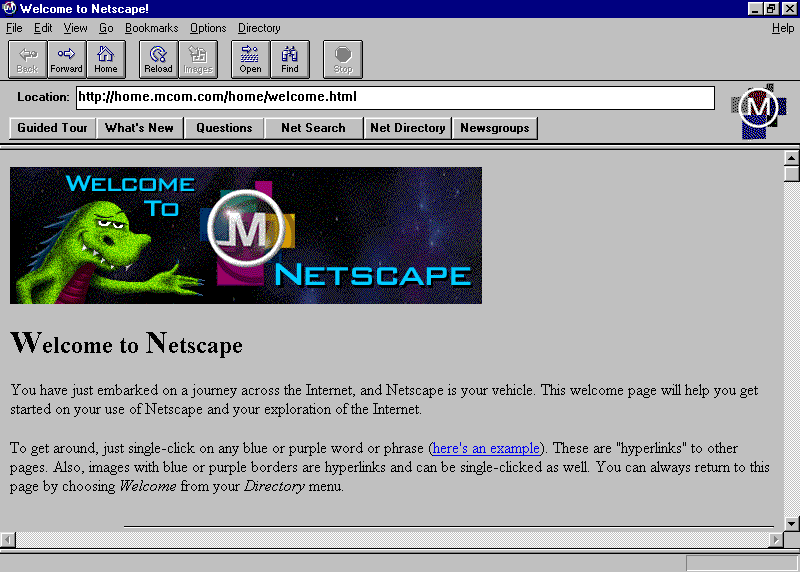 Welcome to Netscape!
File Edit View Go Bookmarks Options Directory Help
Back Forward Home Reload Images Open Find Stop
Location: http://home.mcom.com/home/welcome.html
M
Guided Tour What's New Questions Net Search Net Directory Newsgroups
WELCOME
TO
M
NETSCAPE
Welcome to Netscape
You have just embarked on a journey across the Internet, and Netscape is your vehicle. This welcome page will help you get
started on your use of Netscape and your exploration of the Internet.
To get around, just single-click on any blue or purple word or phrase (here's an example). These are "hyperlinks" to other
pages. Also, images with blue or purple borders are hyperlinks and can be single-clicked as well. You can always return to this
page by choosing Welcome from your Directory menu.